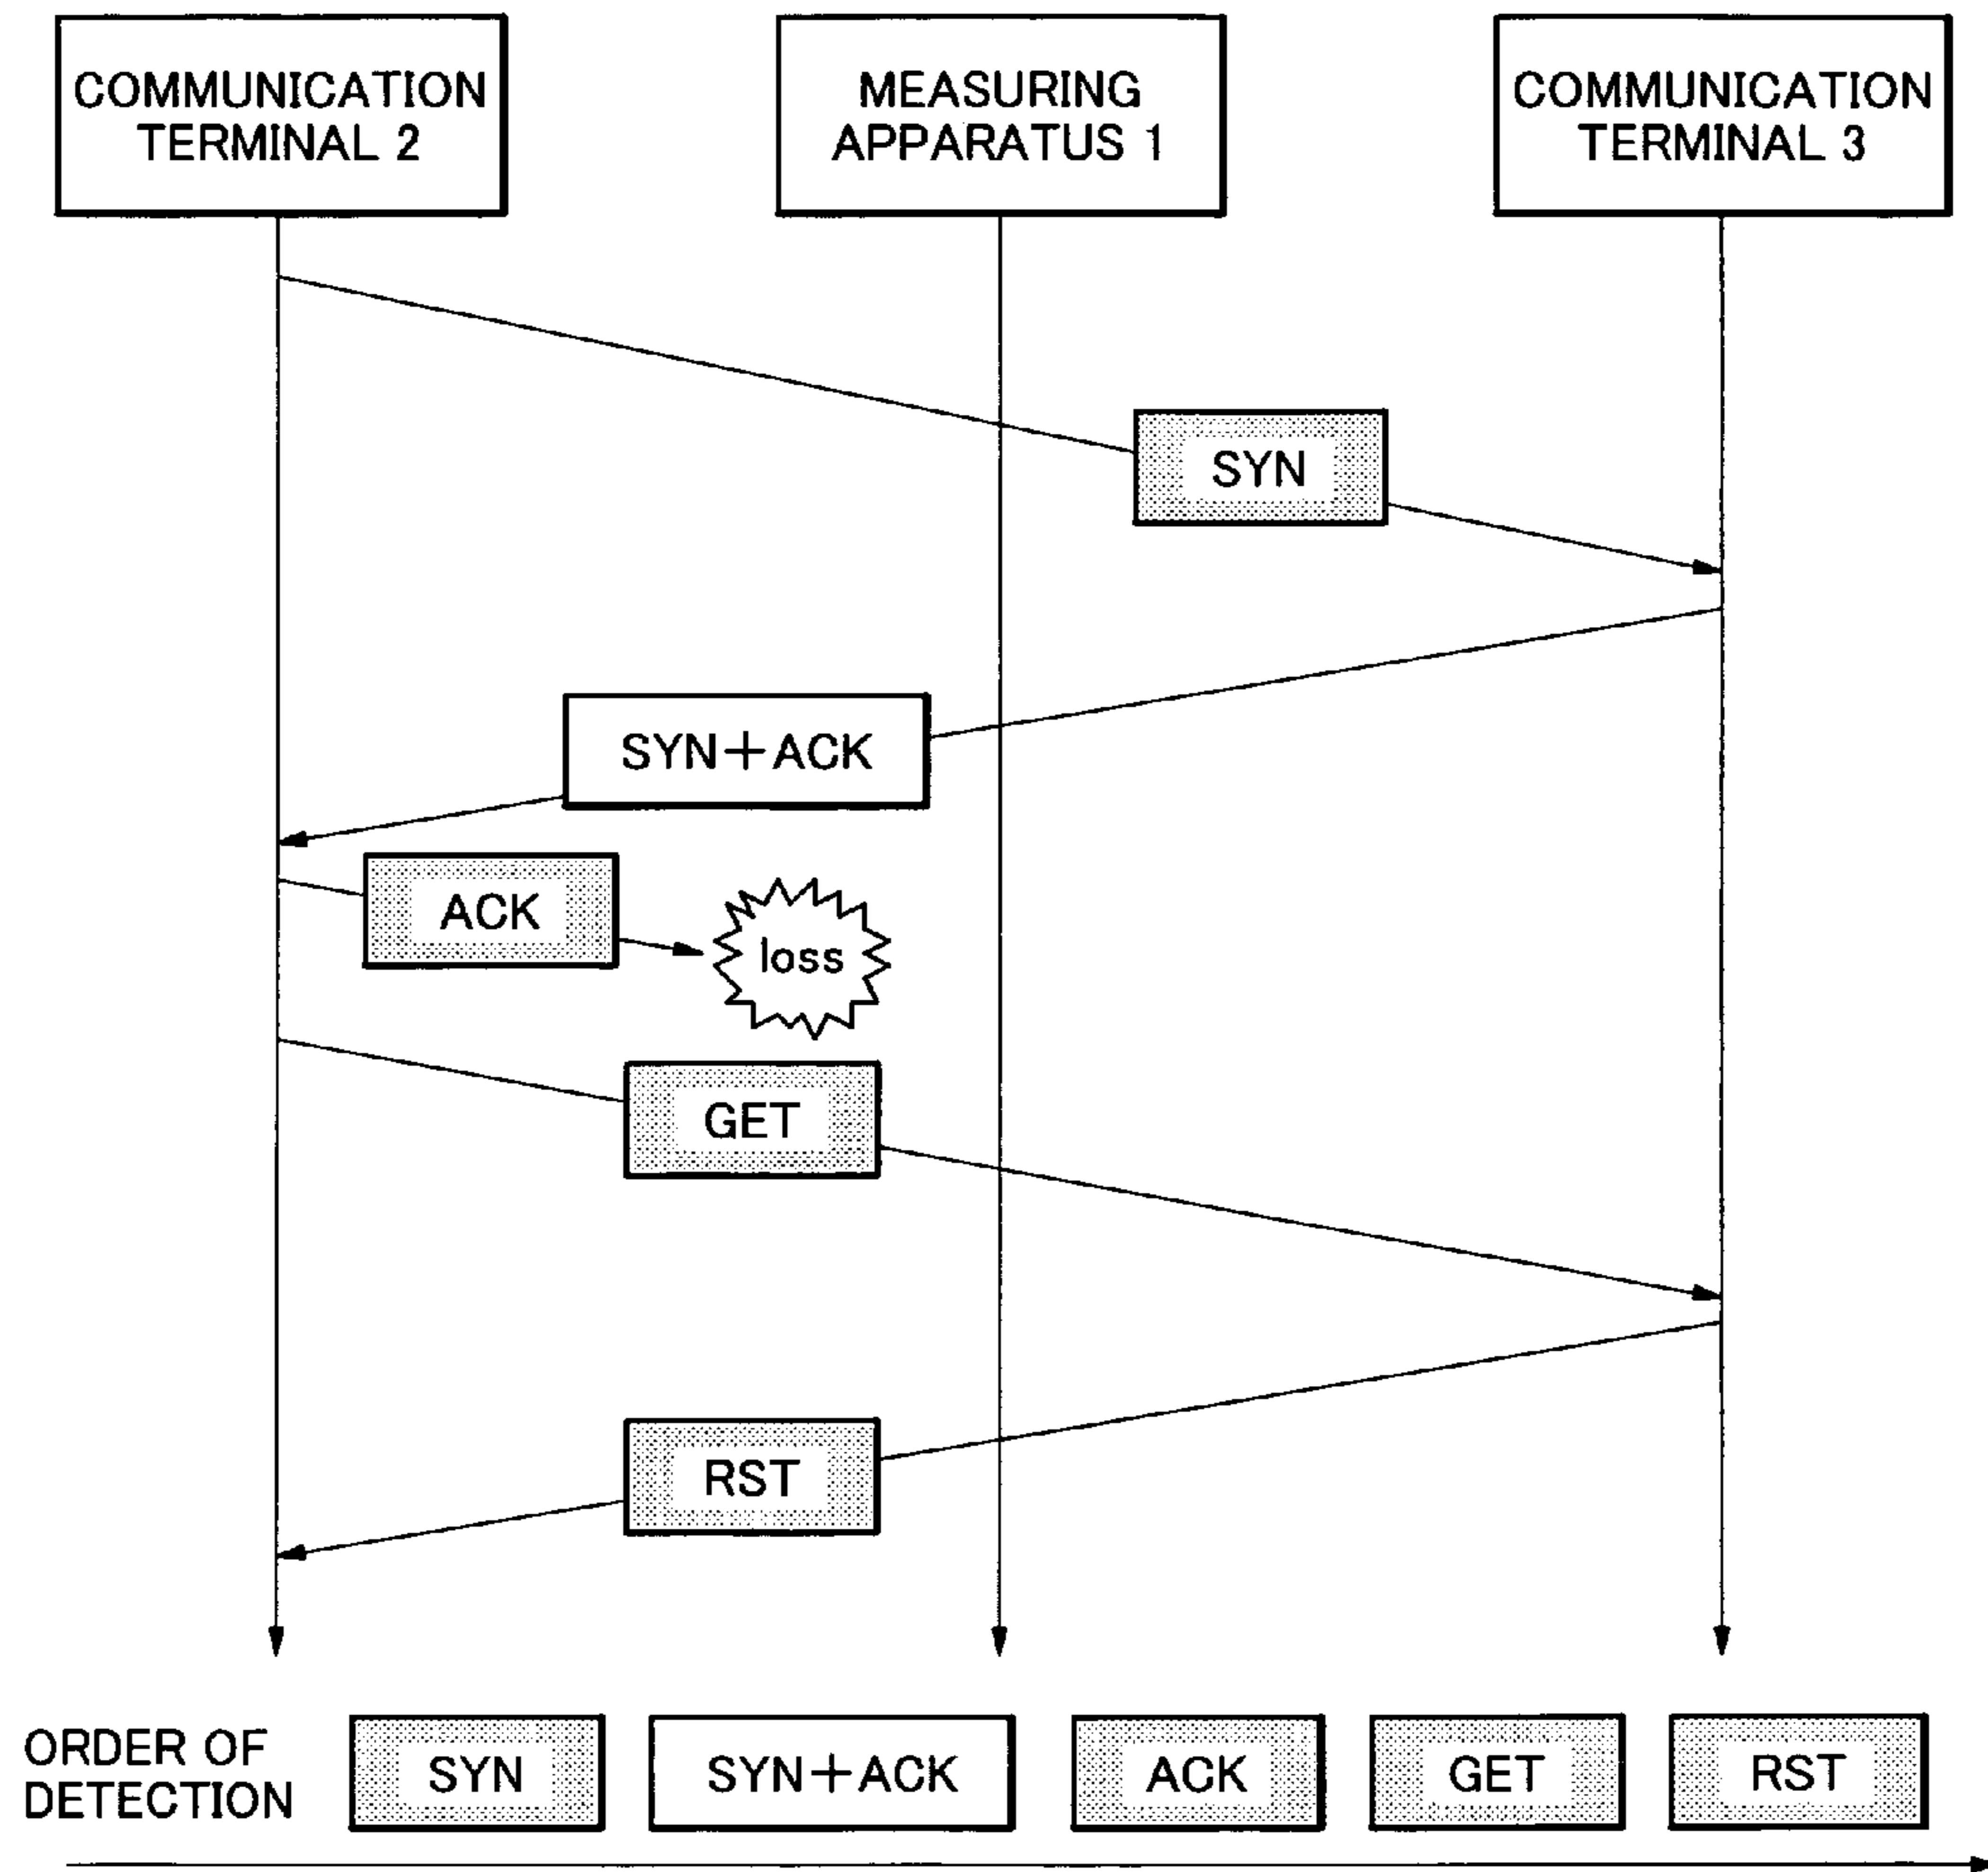 COMMUNICATION
TERMINAL 2
MEASURING
APPARATUS 1
COMMUNICATION
TERMINAL 3
SYN
SYN+ACK
ACK
loss
GET
RST
ORDER OF
DETECTION
SYN
SYN+ACK
ACK
GET
RST